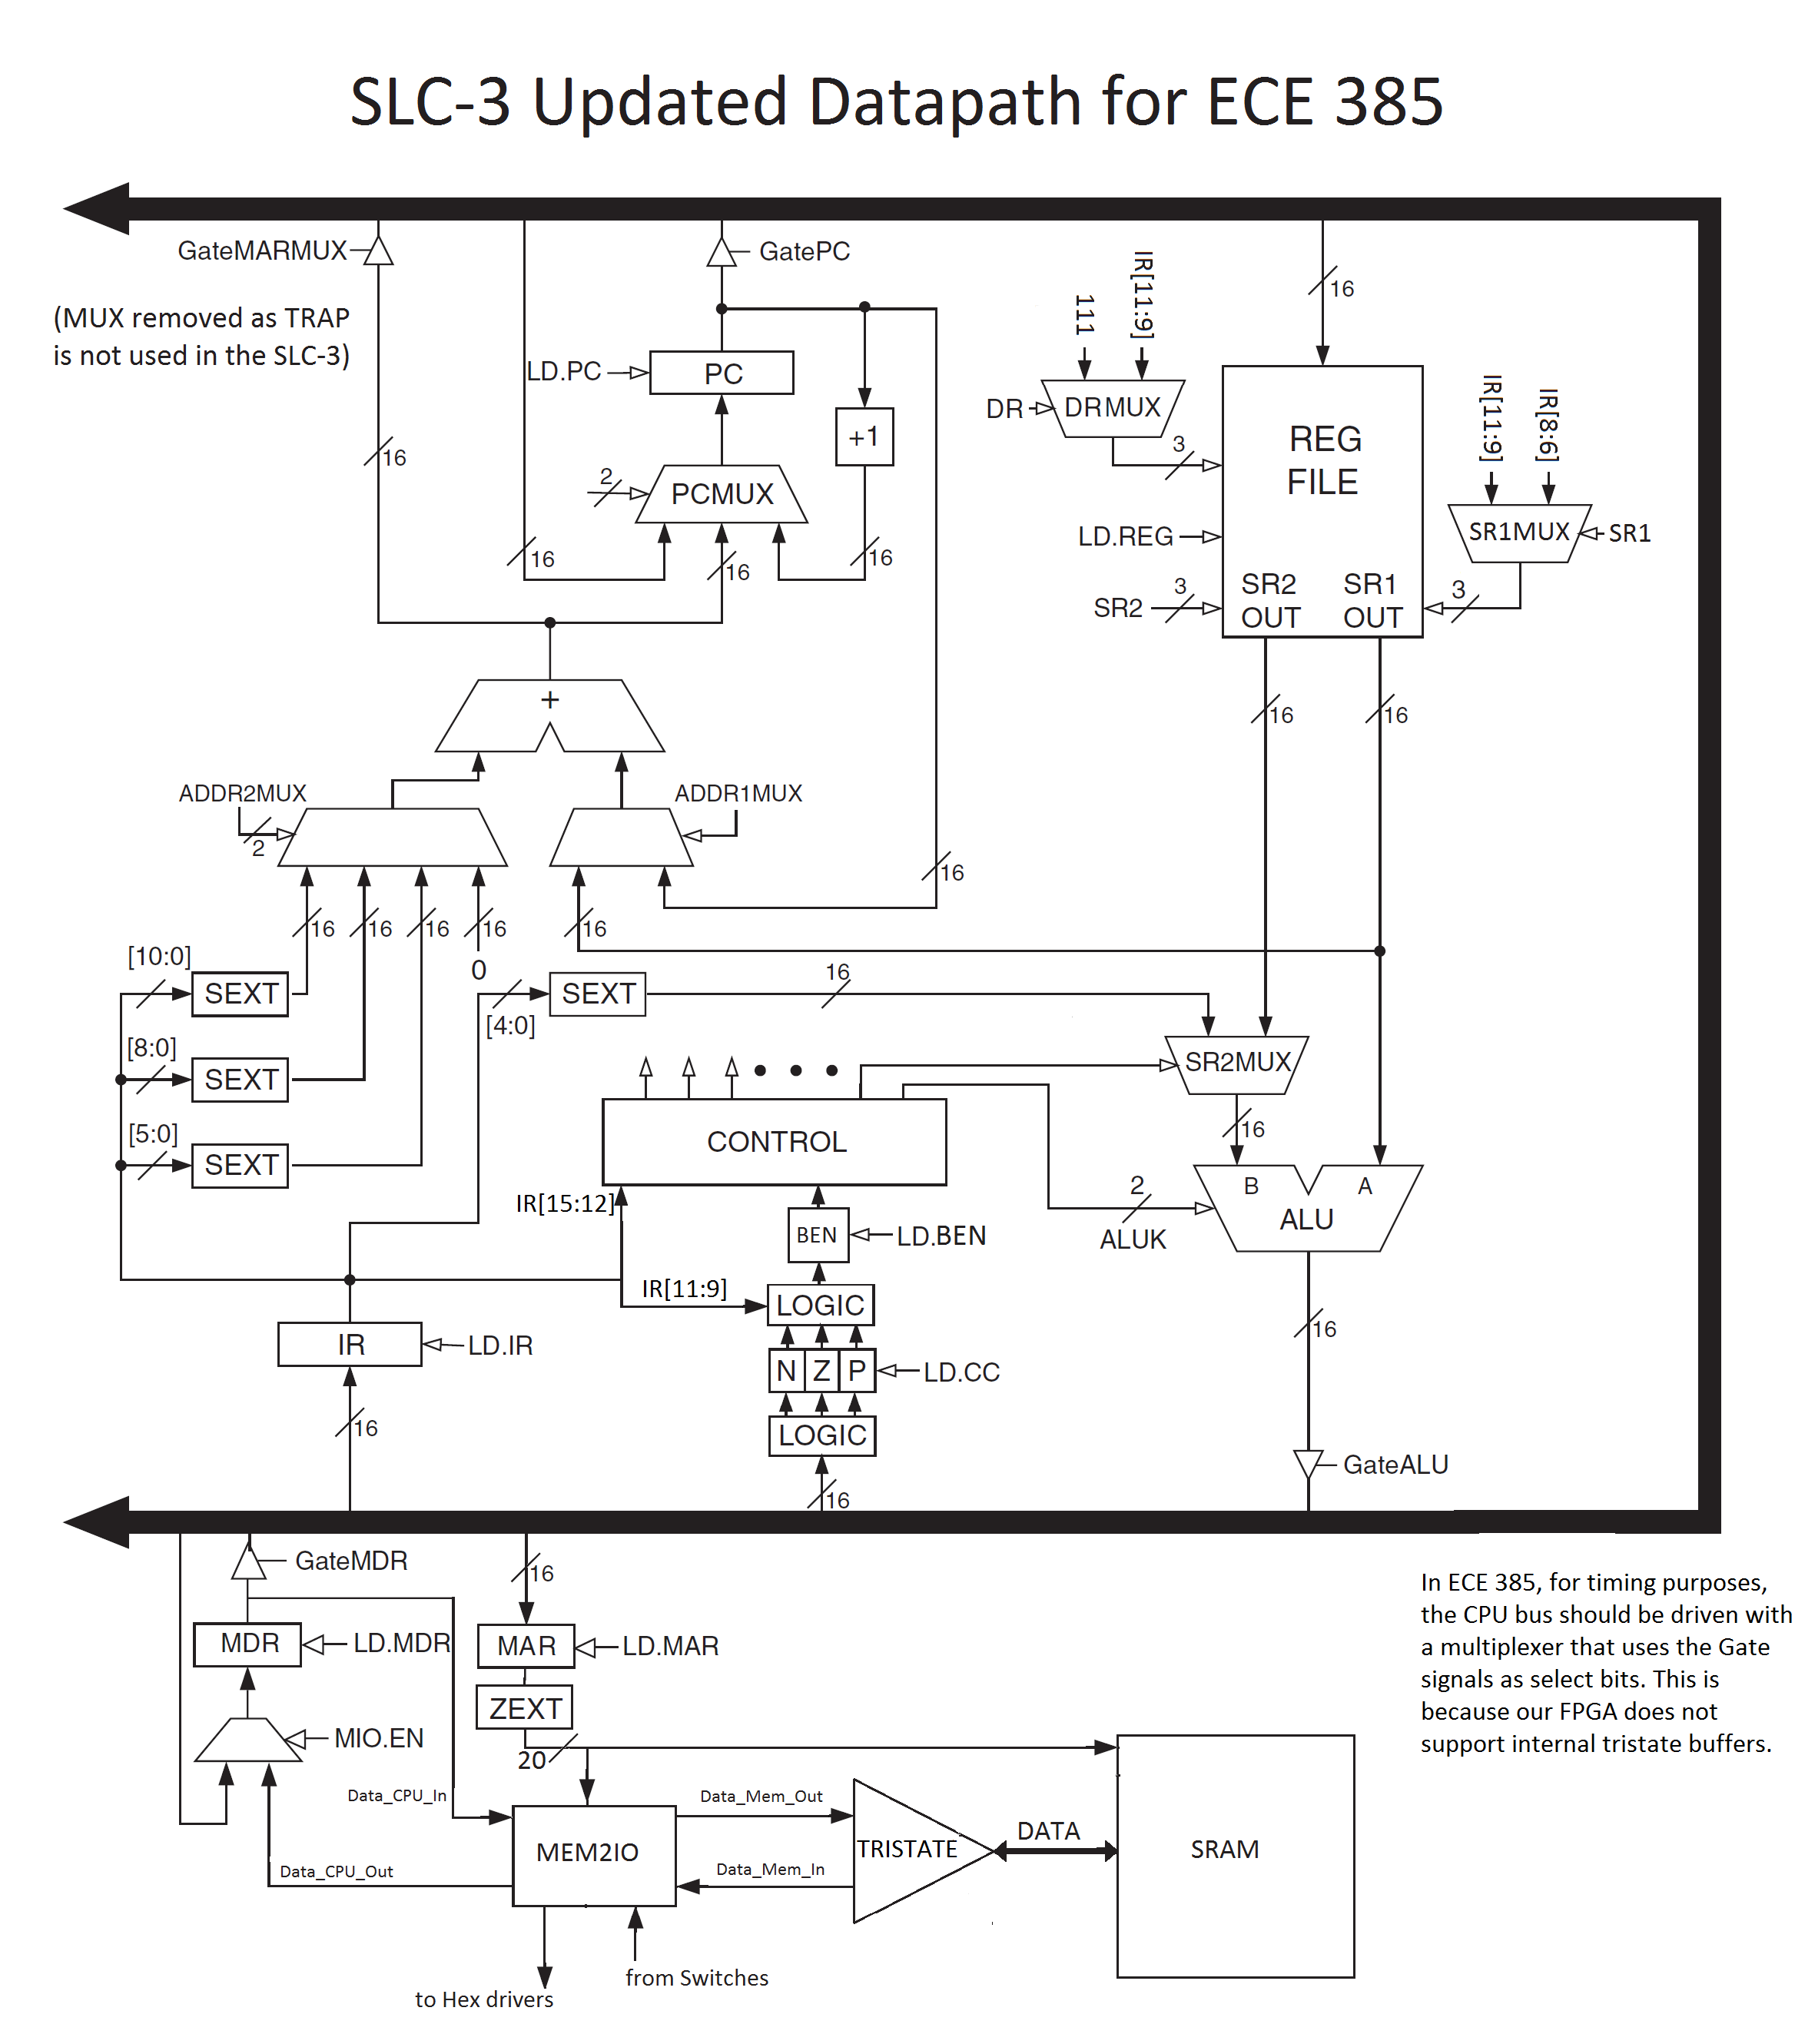 SLC-3 Updated Datapath for ECE 385
GateMARMUX
GatePC
(MUX removed as TRAP
is not used in the SLC-3)
16
111
IR[11:9]
LD.PC
PC
+1
DR
DRMUX
3
REG
FILE
IR[11:9]
IR[8:6]
16
2
PCMUX
LD.REG
SR1MUX
SR1
16
16
16
SR2
3
SR2
OUT
SR1
OUT
3
+
16
16
ADDR2MUX
ADDR1MUX
2
16
16
16
16
16
16
[10:0]
SEXT
0
SEXT
16
[4:0]
[8:0]
SEXT
SR2MUX
[5:0]
SEXT
CONTROL
16
IR[15:12]
BEN
LD.BEN
2
ALUK
B
A
ALU
IR[11:9]
LOGIC
IR
LD.IR
N
Z
P
LD.CC
16
16
LOGIC
16
GateALU
GateMDR
16
In ECE 385, for timing purposes,
the CPU bus should be driven with
a multiplexer that uses the Gate
signals as select bits. This is
because our FPGA does not
support internal tristate buffers.
MDR
LD.MDR
MAR
LD.MAR
ZEXT
MIO.EN
20
Data_CPU_In
Data_Mem_Out
MEM2IO
TRISTATE
DATA
SRAM
Data_CPU_Out
Data_Mem_In
from Switches
to Hex drivers